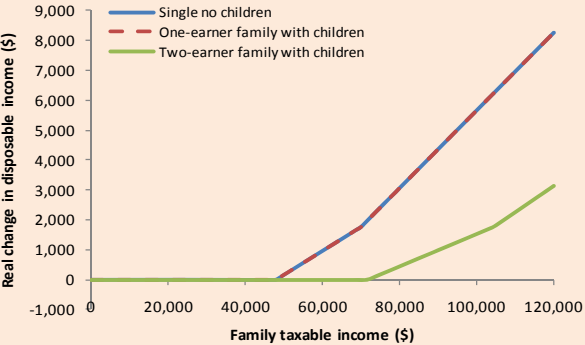 Real change in disposable income ($)
9,000
8,000
7,000
6,000
5,000
4,000
3,000
2,000
1,000
0
-1,000
Single no children
One-earner family with children
Two-earner family with children
0 20,000 40,000 60,000 80,000 100,000 120,000
Family taxable income ($)